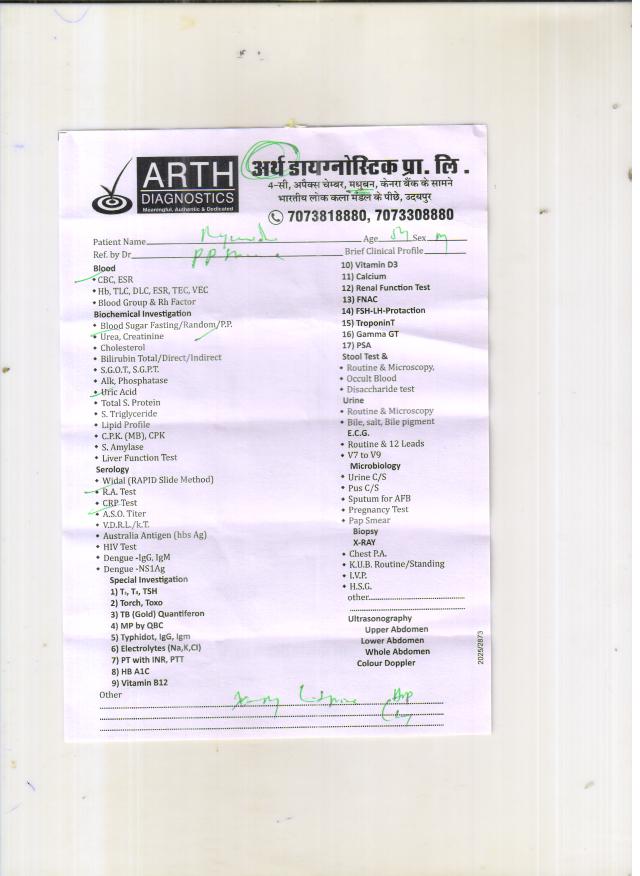 ARTH
DIAGNOSTICS
Meaningful, Authentic & Dedicated
अर्थ डायग्नोस्टिक प्रा. लि.
4-सी, अपैक्स चेम्बर, मधुबन, केनरा बैंक के सामने
भारतीय लोक कला मंडल के पीछे, उदयपुर
7073818880, 7073308880
Patient Name Age Sex M
Ref. by Dr Brief Clinical Profile
Blood
CBC, ESR
Hb, TLC, DLC, ESR, TEC, VEC
Blood Group & Rh Factor
Biochemical Investigation
Blood Sugar Fasting/Random/P.P.
Urea, Creatinine
Cholesterol
Bilirubin Total/Direct/Indirect
S.G.O.T., S.G.P.T.
Alk, Phosphatase
Uric Acid
Total S. Protein
S. Triglyceride
Lipid Profile
C.P.K. (MB), CPK
S. Amylase
Liver Function Test
Serology
Widal (RAPID Slide Method)
R.A. Test
CRP Test
A.S.O. Titer
V.D.R.L./k.T.
Australia Antigen (hbs Ag)
HIV Test
Dengue -IgG, IgM
Dengue -NS1Ag
Special Investigation
1) T₃, T₄, TSH
2) Torch, Toxo
3) TB (Gold) Quantiferon
4) MP by QBC
5) Typhidot, IgG, Igm
6) Electrolytes (Na,K,Cl)
7) PT with INR, PTT
8) HB A1C
9) Vitamin B12
10) Vitamin D3
11) Calcium
12) Renal Function Test
13) FNAC
14) FSH-LH-Protaction
15) TroponinT
16) Gamma GT
17) PSA
Stool Test &
Routine & Microscopy,
Occult Blood
Disaccharide test
Urine
Routine & Microscopy
Bile, salt, Bile pigment
E.C.G.
Routine & 12 Leads
V7 to V9
Microbiology
Urine C/S
Pus C/S
Sputum for AFB
Pregnancy Test
Pap Smear
Biopsy
X-RAY
Chest P.A.
K.U.B. Routine/Standing
I.V.P.
H.S.G.
other
Ultrasonography
Upper Abdomen
Lower Abdomen
Whole Abdomen
Colour Doppler
2025/2873
Other